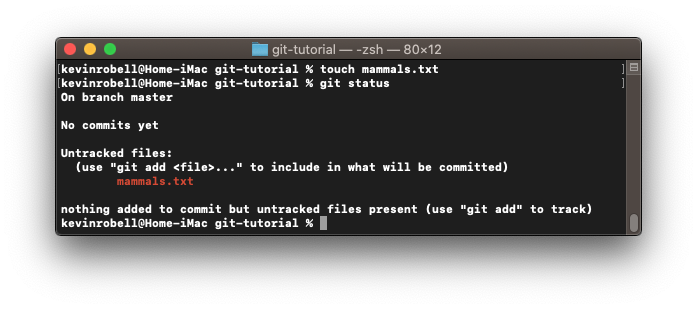 git-tutorial — -zsh — 80×12
[kevinrobell@Home-iMac git-tutorial % touch mammals.txt ]
[kevinrobell@Home-iMac git-tutorial % git status ]
On branch master
No commits yet
Untracked files:
(use "git add <file>..." to include in what will be committed)
mammals.txt
nothing added to commit but untracked files present (use "git add" to track)
kevinrobell@Home-iMac git-tutorial %